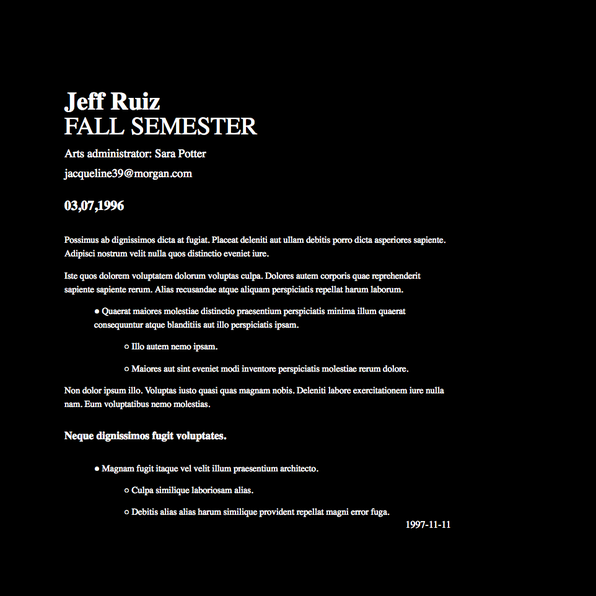 Jeff Ruiz
FALL SEMESTER
Arts administrator: Sara Potter
jacqueline39@morgan.com
03,07,1996
Possimus ab dignissimos dicta at fugiat. Placeat deleniti aut ullam debitis porro dicta asperiores sapiente.
Adipisci nostrum velit nulla quos distinctio eveniet iure.
Iste quos dolorem voluptatem dolorum voluptas culpa. Dolores autem corporis quae reprehenderit
sapiente sapiente rerum. Alias recusandae atque aliquam perspiciatis repellat harum laborum.
● Quaerat maiores molestiae distinctio praesentium perspiciatis minima illum quaerat
consequuntur atque blanditiis aut illo perspiciatis ipsam.
○ Illo autem nemo ipsam.
○ Maiores aut sint eveniet modi inventore perspiciatis molestiae rerum dolore.
Non dolor ipsum illo. Voluptas iusto quasi quas magnam nobis. Deleniti labore exercitationem iure nulla
nam. Eum voluptatibus nemo molestias.
Neque dignissimos fugit voluptates.
● Magnam fugit itaque vel velit illum praesentium architecto.
○ Culpa similique laboriosam alias.
○ Debitis alias alias harum similique provident repellat magni error fuga.
1997-11-11